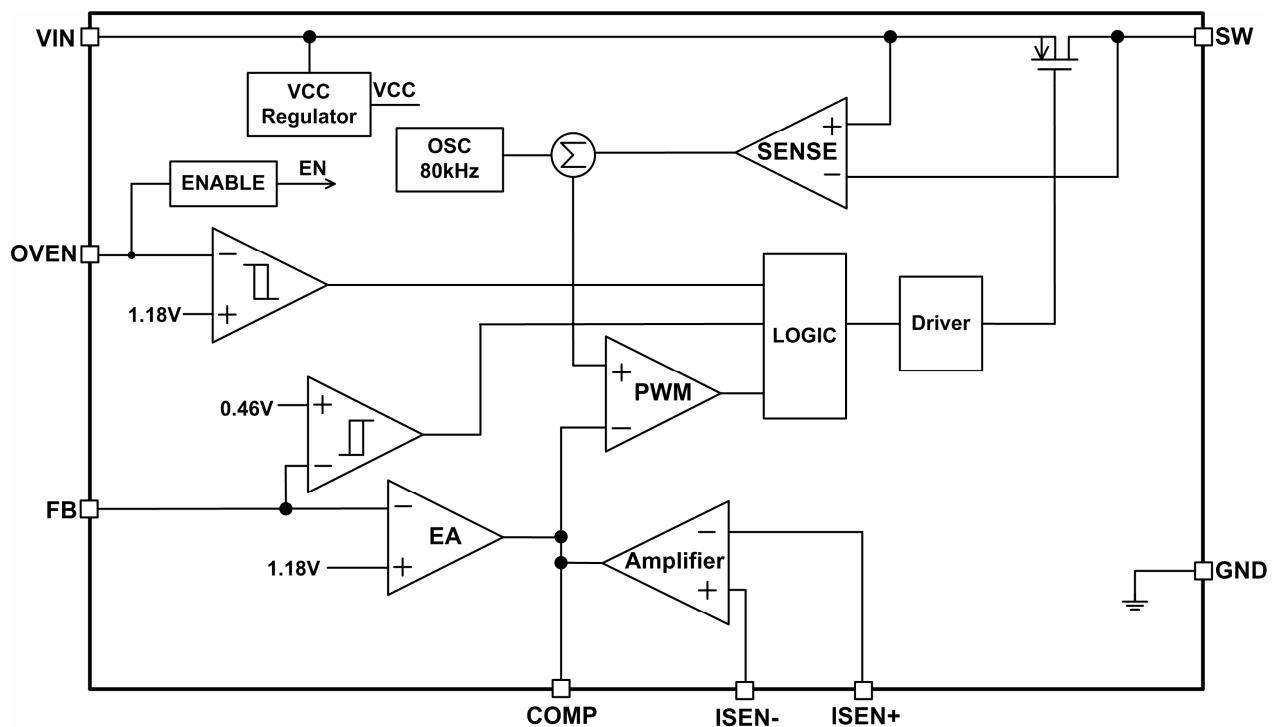 VIN
SW
VCC
Regulator
VCC
OSC
80kHz
Σ
+
SENSE
−
ENABLE
EN
OVEN
−
1.18V
+
LOGIC
Driver
+
PWM
−
0.46V
+
−
FB
−
EA
1.18V
+
−
Amplifier
+
GND
COMP
ISEN-
ISEN+